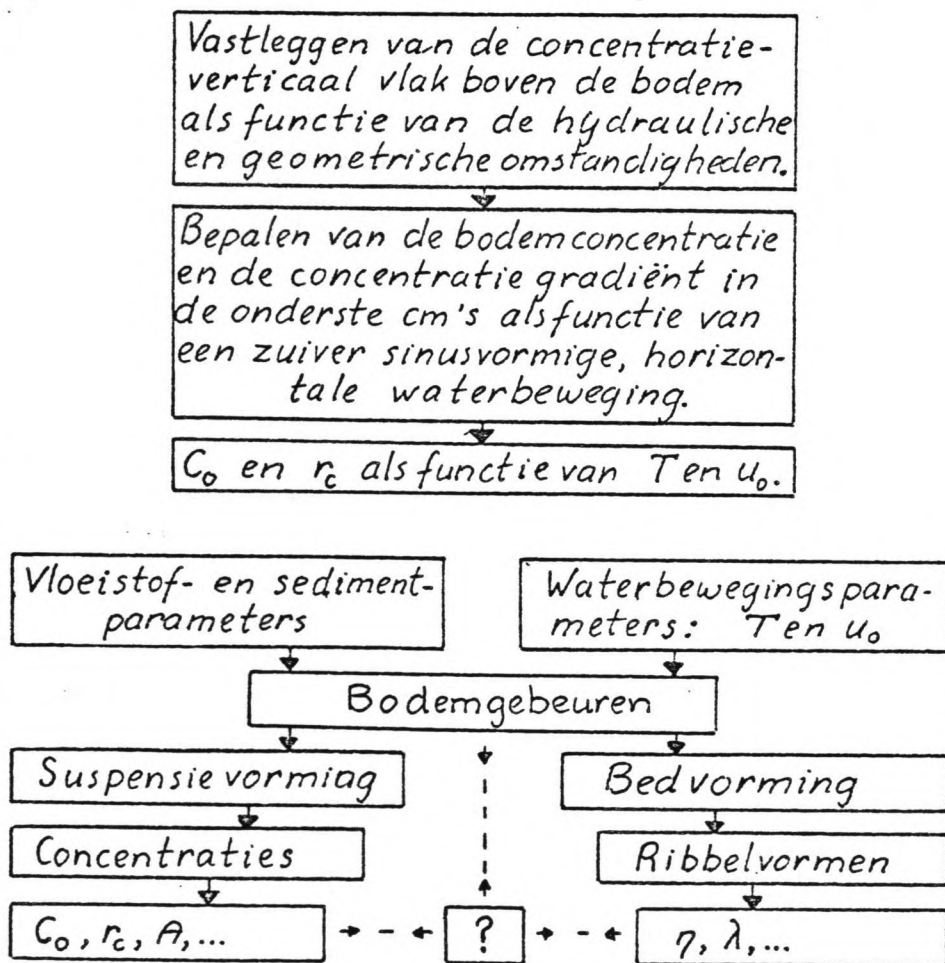 Vastleggen van de concentratie-
verticaal vlak boven de bodem
als functie van de hydraulische
en geometrische omstandigheden.
Bepalen van de bodemconcentratie
en de concentratie gradiënt in
de onderste cm's als functie van
een zuiver sinusvormige, horizon-
tale waterbeweging.
C₀ en r_c als functie van T en u₀.
Vloeistof- en sediment-
parameters
Waterbewegingspara-
meters: T en u₀
Bodemgebeuren
Suspensie vorming
Bedvorming
Concentraties
Ribbelvormen
C₀, r_c, A,...
?
η, λ,...